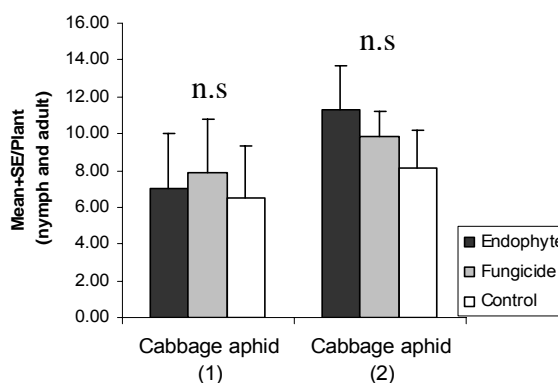 Mean+SE/Plant
(nymph and adult)
16.00
14.00
12.00
10.00
8.00
6.00
4.00
2.00
0.00
n.s
n.s
Endophyte
Fungicide
Control
Cabbage aphid
(1)
Cabbage aphid
(2)